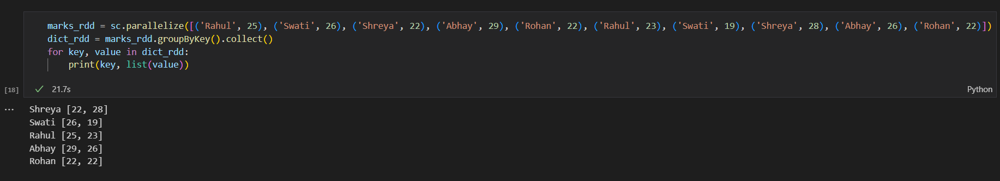 marks_rdd = sc.parallelize([('Rahul', 25), ('Swati', 26), ('Shreya', 22), ('Abhay', 29), ('Rohan', 22), ('Rahul', 23), ('Swati', 19), ('Shreya', 28), ('Abhay', 26), ('Rohan', 22)])
dict_rdd = marks_rdd.groupByKey().collect()
for key, value in dict_rdd:
    print(key, list(value))
[18] ✓ 21.7s Python
... Shreya [22, 28]
Swati [26, 19]
Rahul [25, 23]
Abhay [29, 26]
Rohan [22, 22]